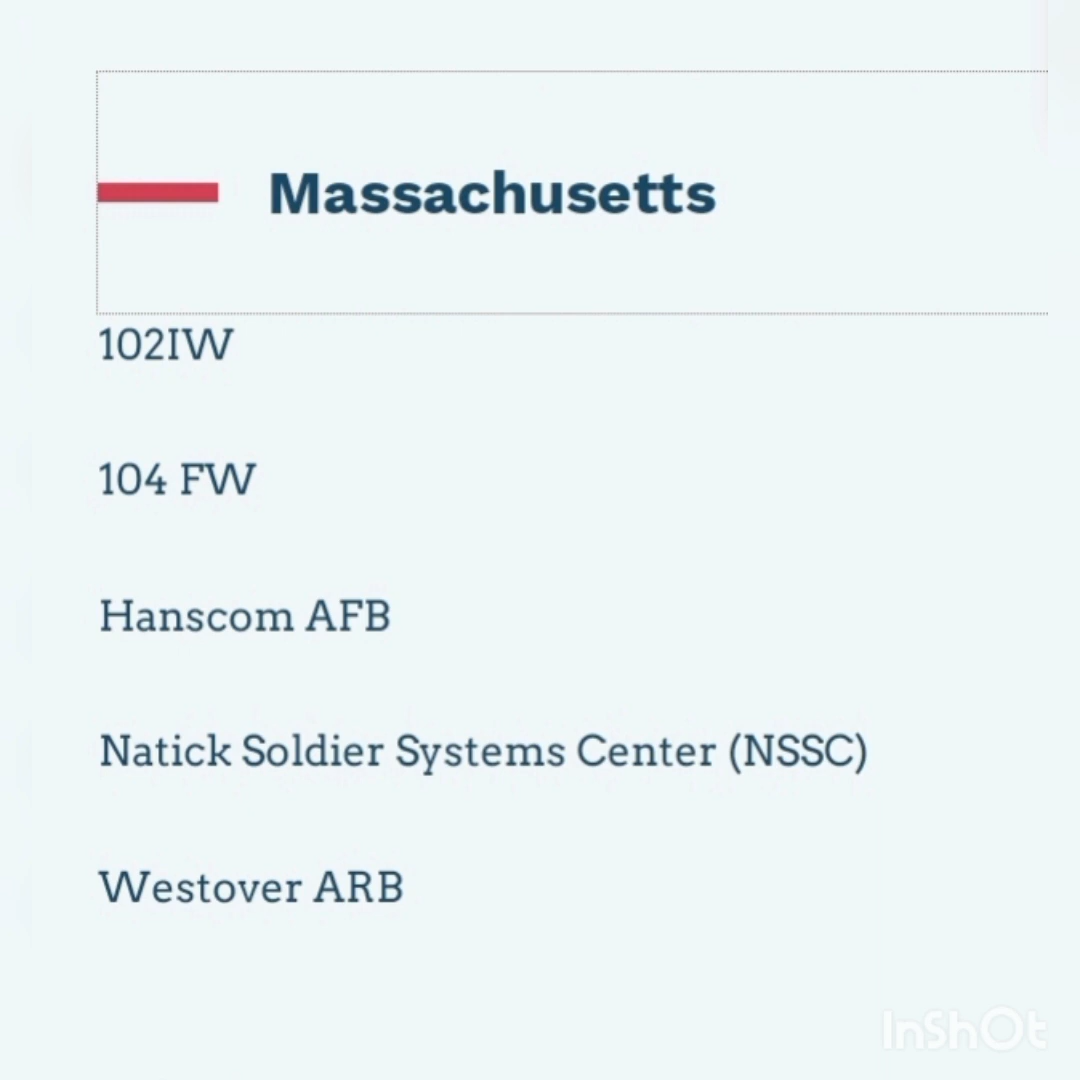 Massachusetts
102IW
104 FW
Hanscom AFB
Natick Soldier Systems Center (NSSC)
Westover ARB
InShOt